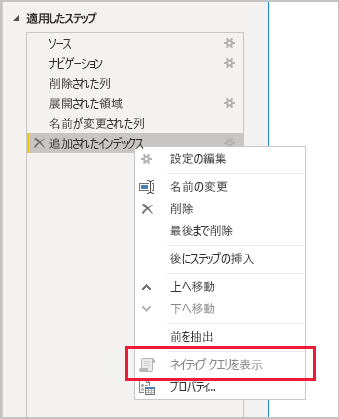 適用したステップ
ソース
ナビゲーション
削除された列
展開された領域
名前が変更された列
追加されたインデックス
設定の編集
名前の変更
削除
最後まで削除
後にステップの挿入
上へ移動
下へ移動
前を抽出
ネイティブ クエリを表示
プロパティ...